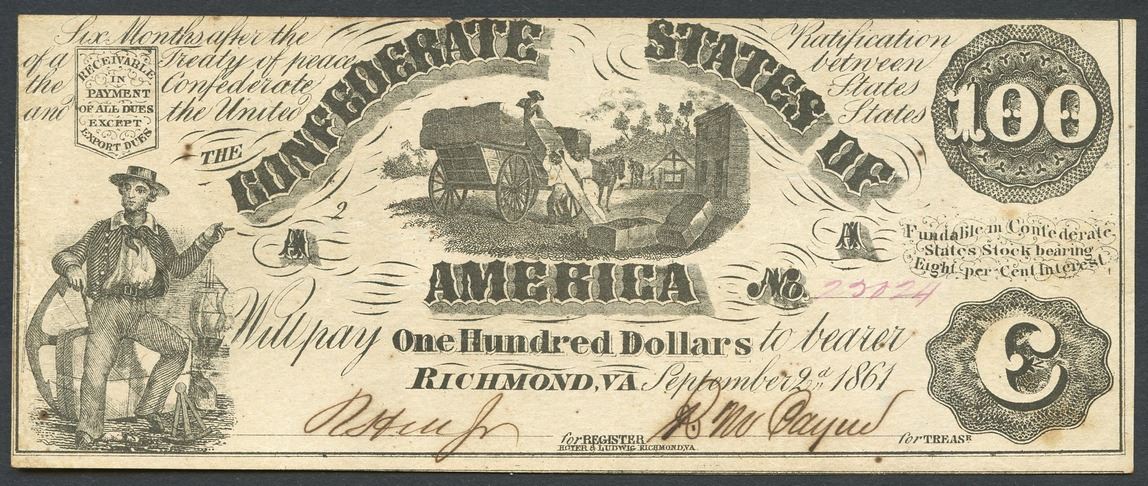 Six Months after the Ratification
of a Treaty of peace between
the Confederate States
and the United States
RECEIVABLE
IN
PAYMENT
OF ALL DUES
EXCEPT
EXPORT DUES
THE
CONFEDERATE STATES OF
AMERICA
100
2
A
A
Fundable in Confederate
States Stock bearing
Eight per Cent Interest.
No. 23024
Will pay One Hundred Dollars to bearer
RICHMOND, VA. September 2d 1861
C
for REGISTER
for TREASR
HOYER & LUDWIG RICHMOND, VA.